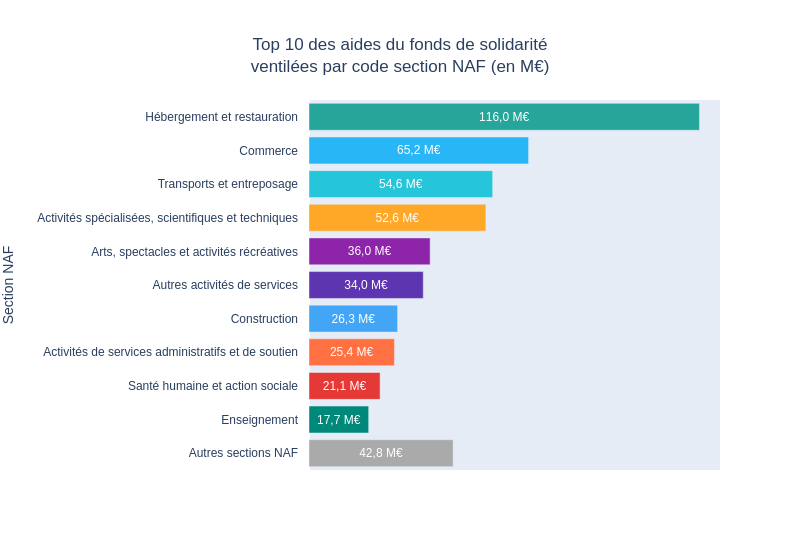 Top 10 des aides du fonds de solidarité
ventilées par code section NAF (en M€)
Section NAF
Hébergement et restauration 116,0 M€
Commerce 65,2 M€
Transports et entreposage 54,6 M€
Activités spécialisées, scientifiques et techniques 52,6 M€
Arts, spectacles et activités récréatives 36,0 M€
Autres activités de services 34,0 M€
Construction 26,3 M€
Activités de services administratifs et de soutien 25,4 M€
Santé humaine et action sociale 21,1 M€
Enseignement 17,7 M€
Autres sections NAF 42,8 M€